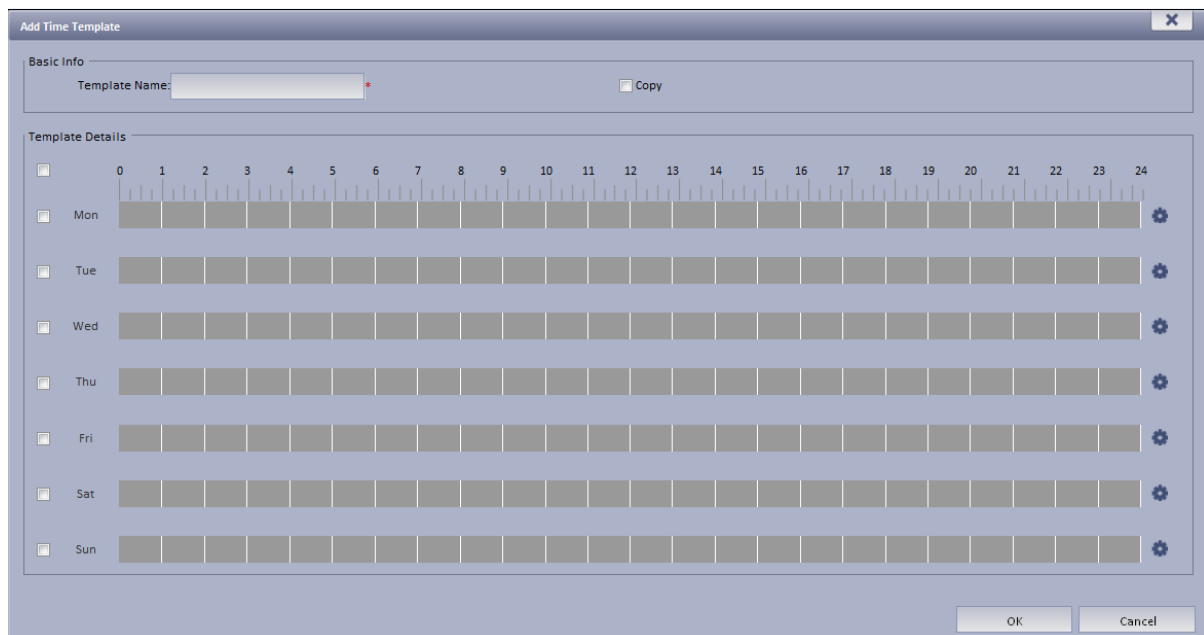 Add Time Template
Basic Info
Template Name: * Copy
Template Details
0 1 2 3 4 5 6 7 8 9 10 11 12 13 14 15 16 17 18 19 20 21 22 23 24
Mon
Tue
Wed
Thu
Fri
Sat
Sun
OK Cancel